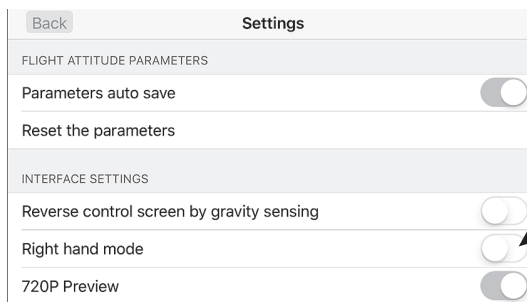 Back
Settings
FLIGHT ATTITUDE PARAMETERS
Parameters auto save
Reset the parameters
INTERFACE SETTINGS
Reverse control screen by gravity sensing
Right hand mode
720P Preview